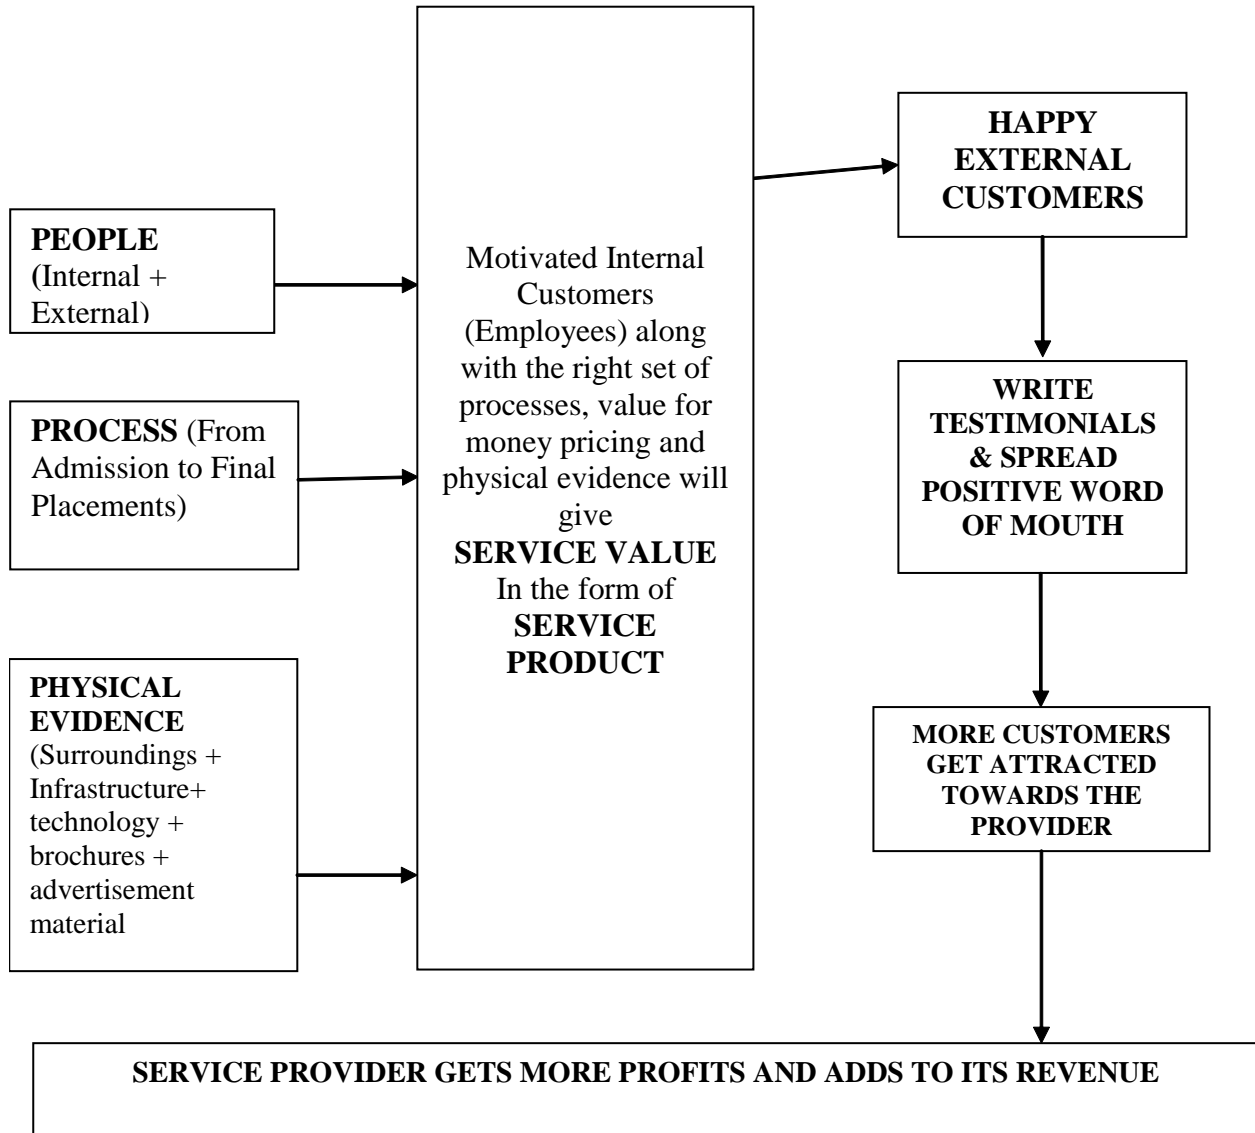 PEOPLE
(Internal +
External)
PROCESS (From
Admission to Final
Placements)
PHYSICAL
EVIDENCE
(Surroundings +
Infrastructure+
technology +
brochures +
advertisement
material
Motivated Internal
Customers
(Employees) along
with the right set of
processes, value for
money pricing and
physical evidence will
give
SERVICE VALUE
In the form of
SERVICE
PRODUCT
HAPPY
EXTERNAL
CUSTOMERS
WRITE
TESTIMONIALS
& SPREAD
POSITIVE WORD
OF MOUTH
MORE CUSTOMERS
GET ATTRACTED
TOWARDS THE
PROVIDER
SERVICE PROVIDER GETS MORE PROFITS AND ADDS TO ITS REVENUE